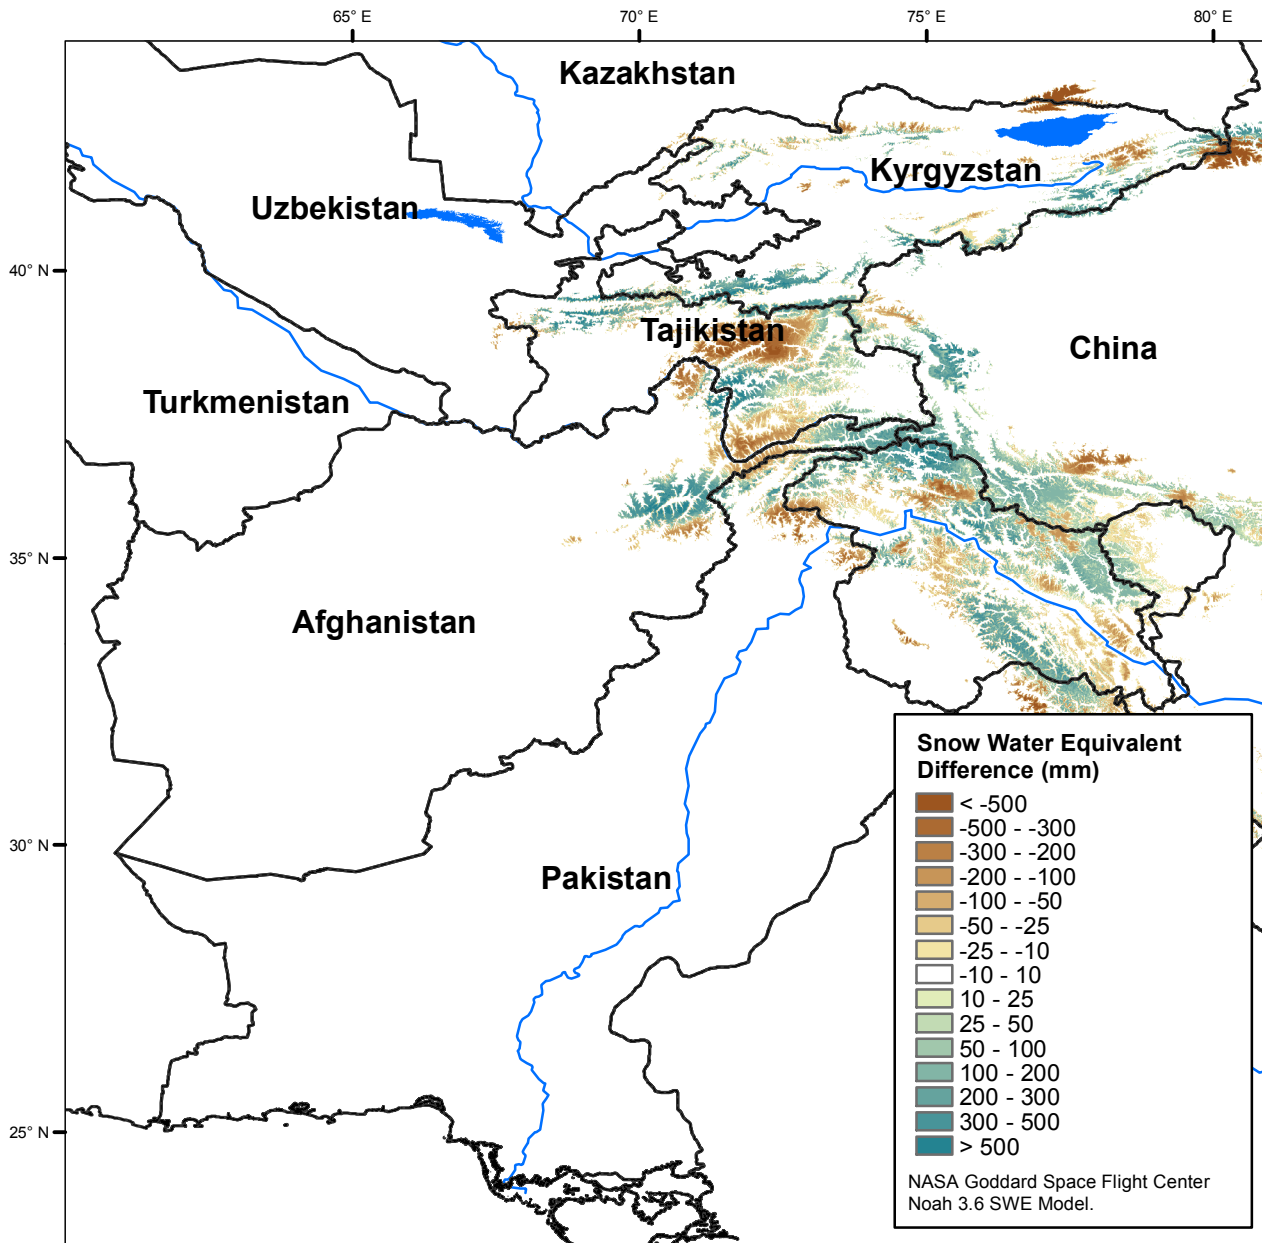 65° E
70° E
75° E
80° E
Kazakhstan
Kyrgyzstan
Uzbekistan
40° N
Tajikistan
China
Turkmenistan
35° N
Afghanistan
30° N
Pakistan
25° N
Snow Water Equivalent
Difference (mm)
< -500
-500 - -300
-300 - -200
-200 - -100
-100 - -50
-50 - -25
-25 - -10
-10 - 10
10 - 25
25 - 50
50 - 100
100 - 200
200 - 300
300 - 500
> 500
NASA Goddard Space Flight Center
Noah 3.6 SWE Model.